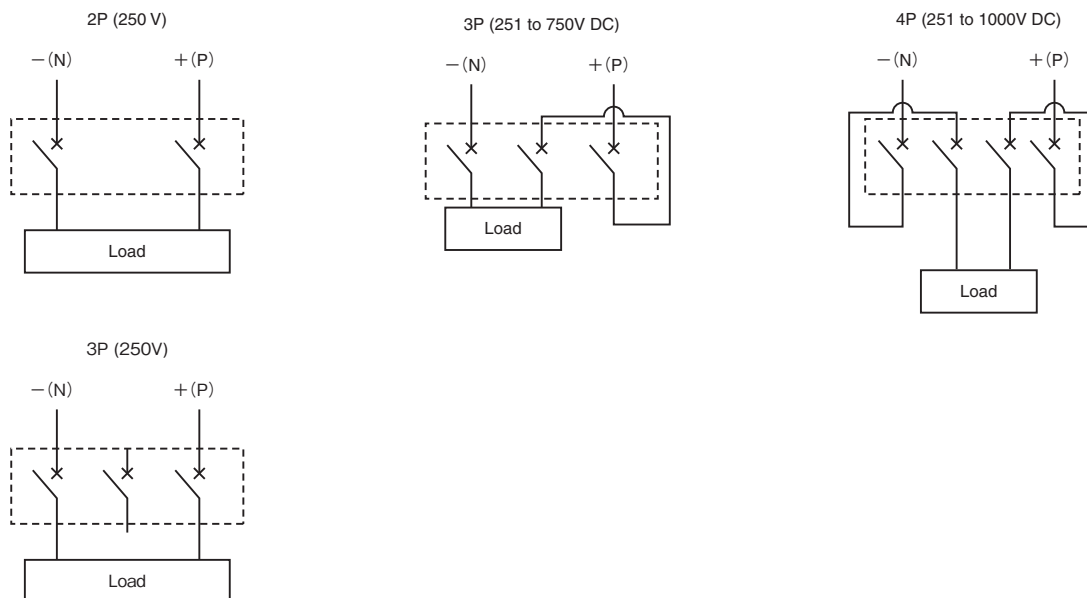 2P (250 V)
－(N)
＋(P)
Load
3P (251 to 750V DC)
－(N)
＋(P)
Load
4P (251 to 1000V DC)
－(N)
＋(P)
Load
3P (250V)
－(N)
＋(P)
Load